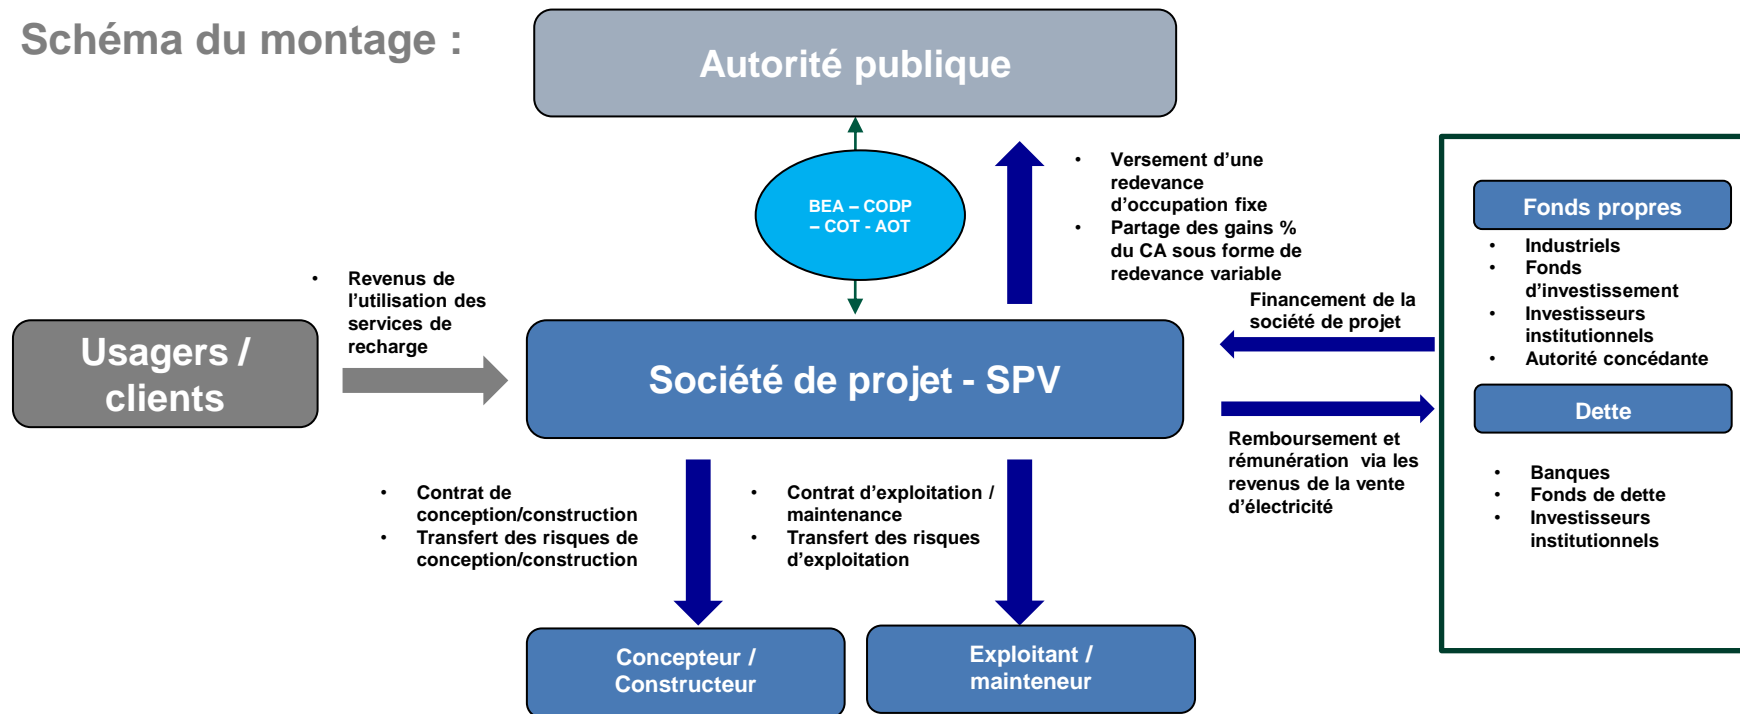 Schéma du montage :
Autorité publique
BEA – CODP
– COT - AOT
• Versement d’une
redevance
d’occupation fixe
• Partage des gains %
du CA sous forme de
redevance variable
• Revenus de
l’utilisation des
services de
recharge
Usagers /
clients
Société de projet - SPV
Financement de la
société de projet
Remboursement et
rémunération via les
revenus de la vente
d’électricité
Fonds propres
• Industriels
• Fonds
d’investissement
• Investisseurs
institutionnels
• Autorité concédante
Dette
• Banques
• Fonds de dette
• Investisseurs
institutionnels
• Contrat de
conception/construction
• Transfert des risques de
conception/construction
• Contrat d’exploitation /
maintenance
• Transfert des risques
d’exploitation
Concepteur /
Constructeur
Exploitant /
mainteneur